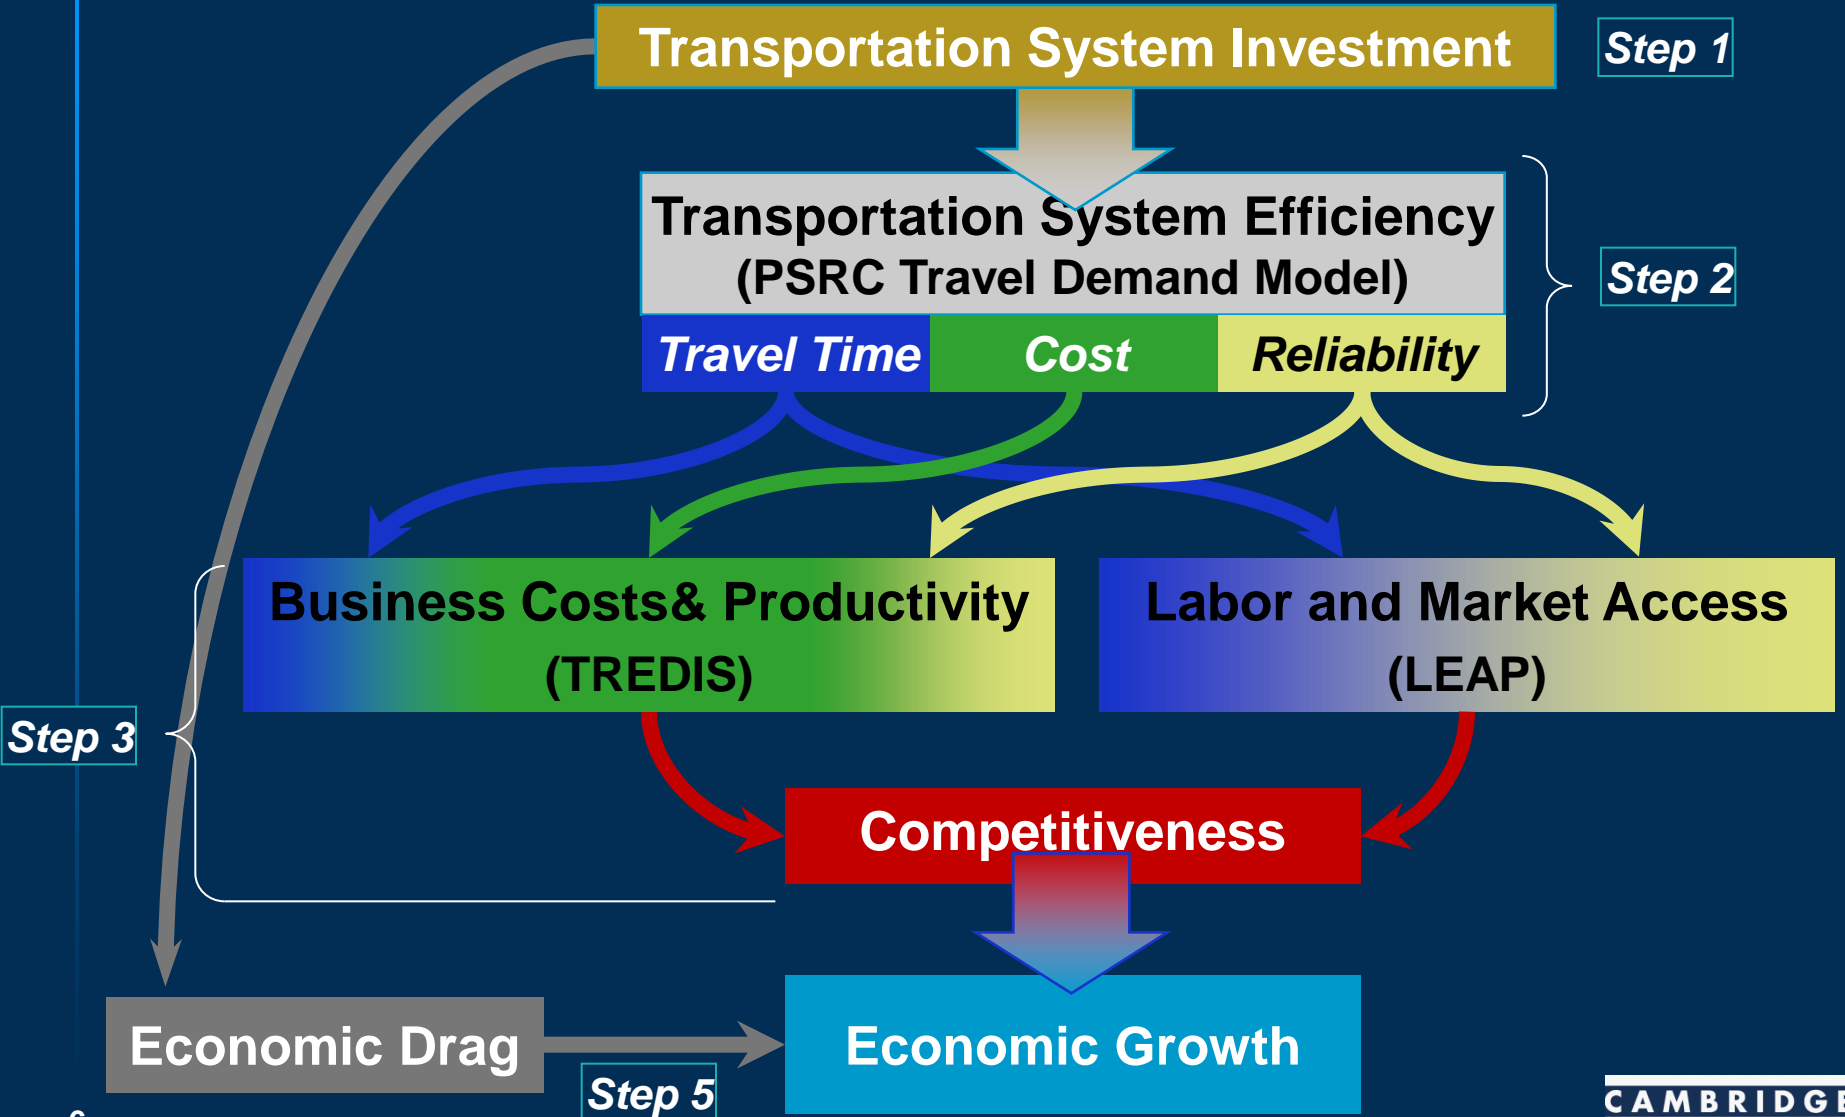 Transportation System Investment
Step 1
Transportation System Efficiency
(PSRC Travel Demand Model)
Step 2
Travel Time
Cost
Reliability
Business Costs& Productivity
(TREDIS)
Labor and Market Access
(LEAP)
Step 3
Competitiveness
Economic Drag
Economic Growth
Step 5
CAMBRIDGE